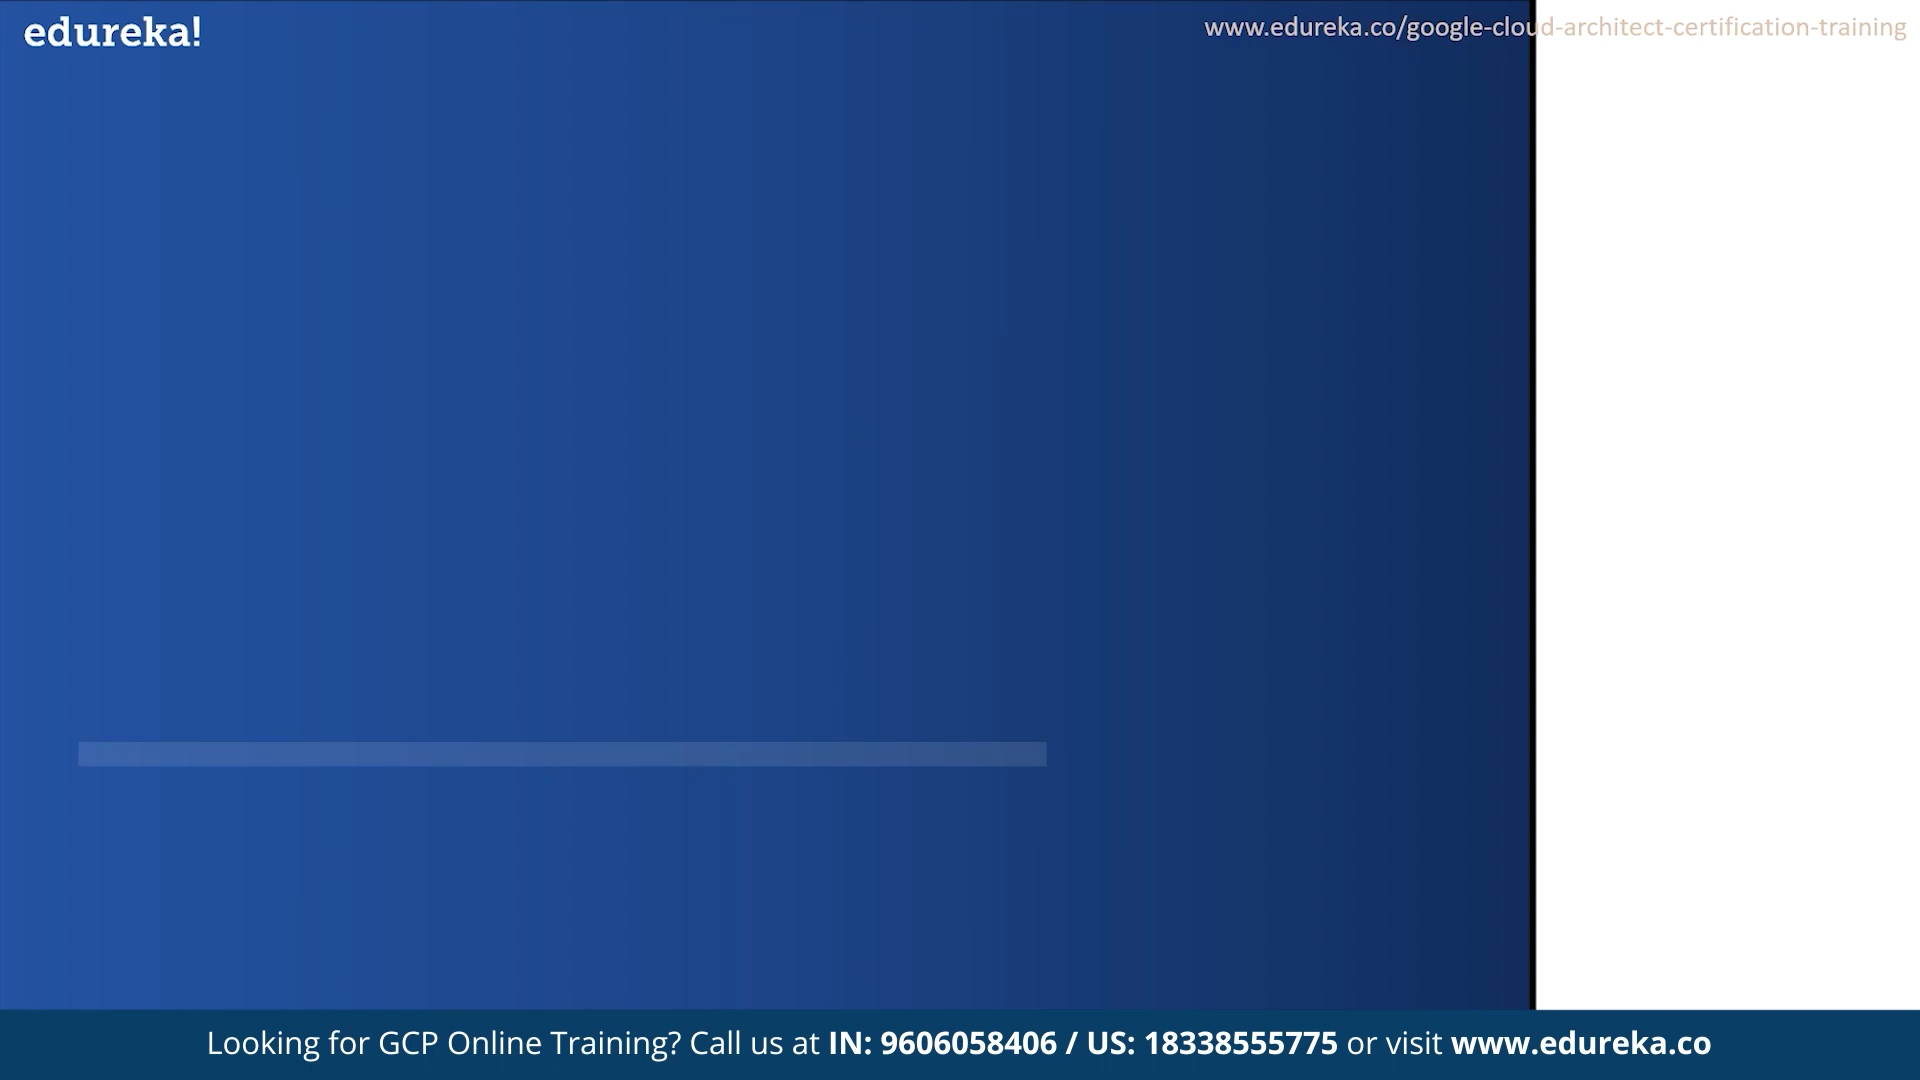 edureka!
www.edureka.co/google-cloud-architect-certification-training
Looking for GCP Online Training? Call us at IN: 9606058406 / US: 18338555775 or visit www.edureka.co